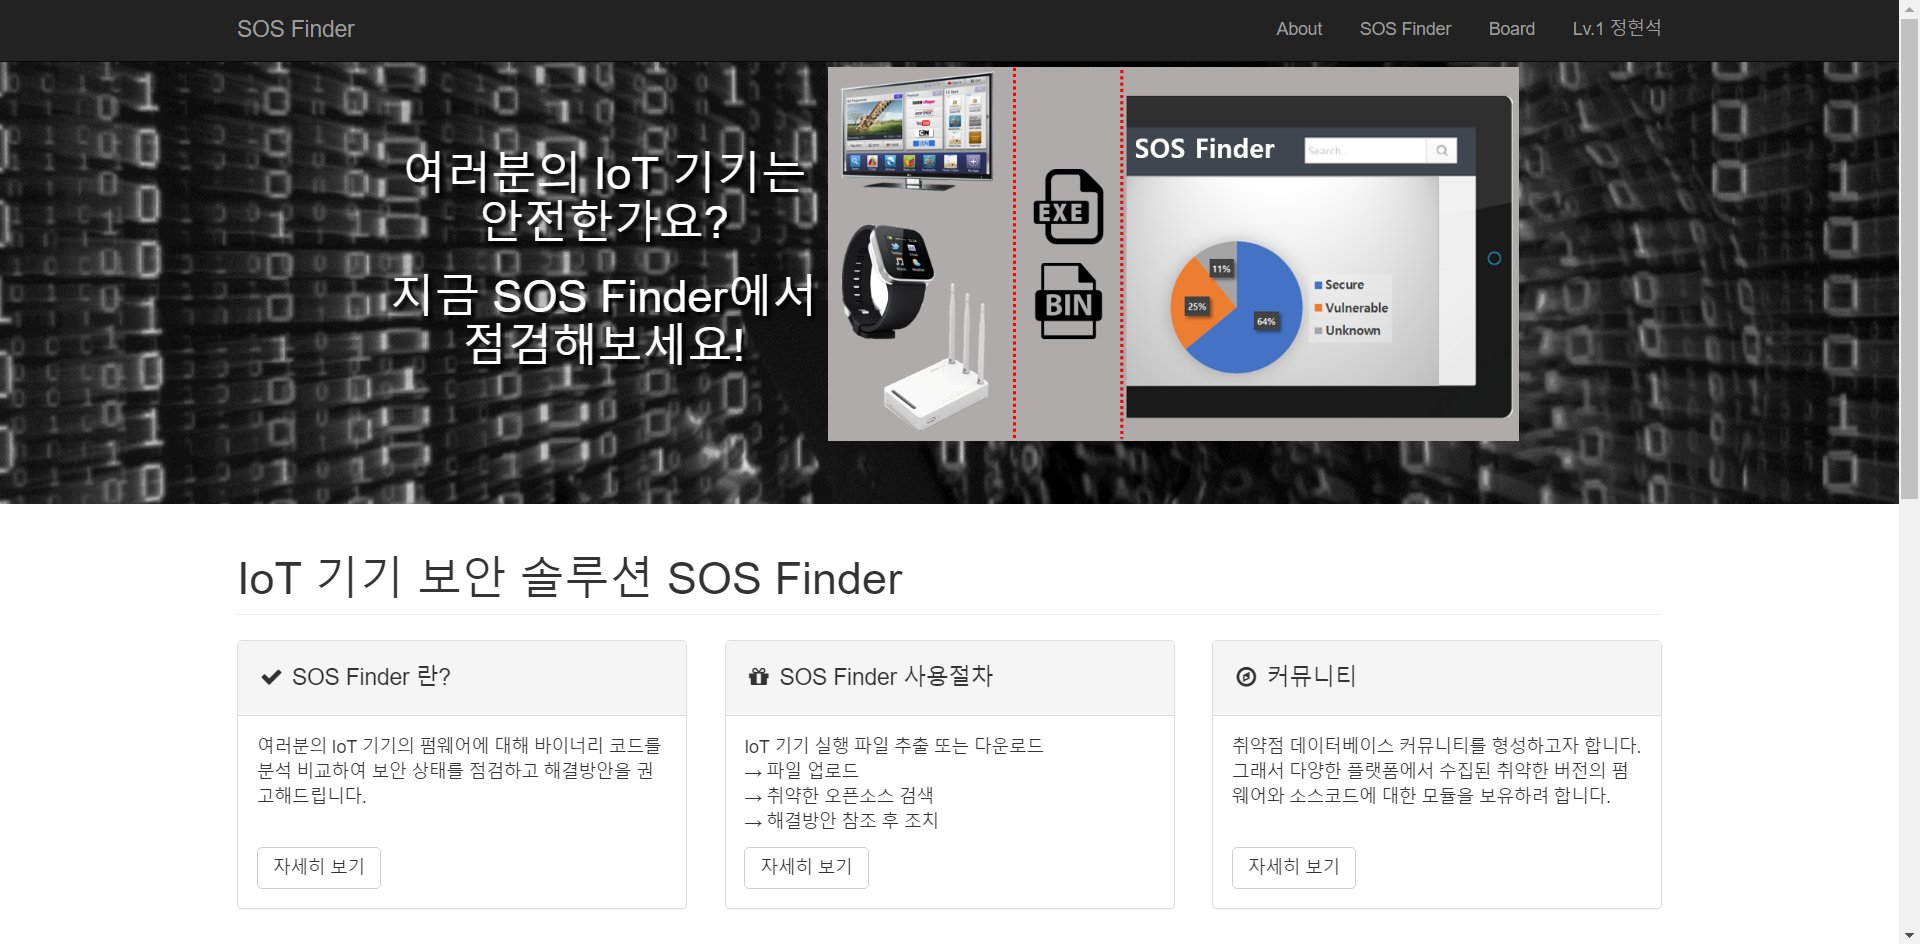 SOS Finder
About
SOS Finder
Board
Lv.1 정현석
여러분의 IoT 기기는
안전한가요?
지금 SOS Finder에서
점검해보세요!
EXE
BIN
SOS Finder
Search...
11%
25%
64%
Secure
Vulnerable
Unknown
IoT 기기 보안 솔루션 SOS Finder
SOS Finder 란?
여러분의 IoT 기기의 펌웨어에 대해 바이너리 코드를
분석 비교하여 보안 상태를 점검하고 해결방안을 권
고해드립니다.
자세히 보기
SOS Finder 사용절차
IoT 기기 실행 파일 추출 또는 다운로드
→ 파일 업로드
→ 취약한 오픈소스 검색
→ 해결방안 참조 후 조치
자세히 보기
커뮤니티
취약점 데이터베이스 커뮤니티를 형성하고자 합니다.
그래서 다양한 플랫폼에서 수집된 취약한 버전의 펌
웨어와 소스코드에 대한 모듈을 보유하려 합니다.
자세히 보기